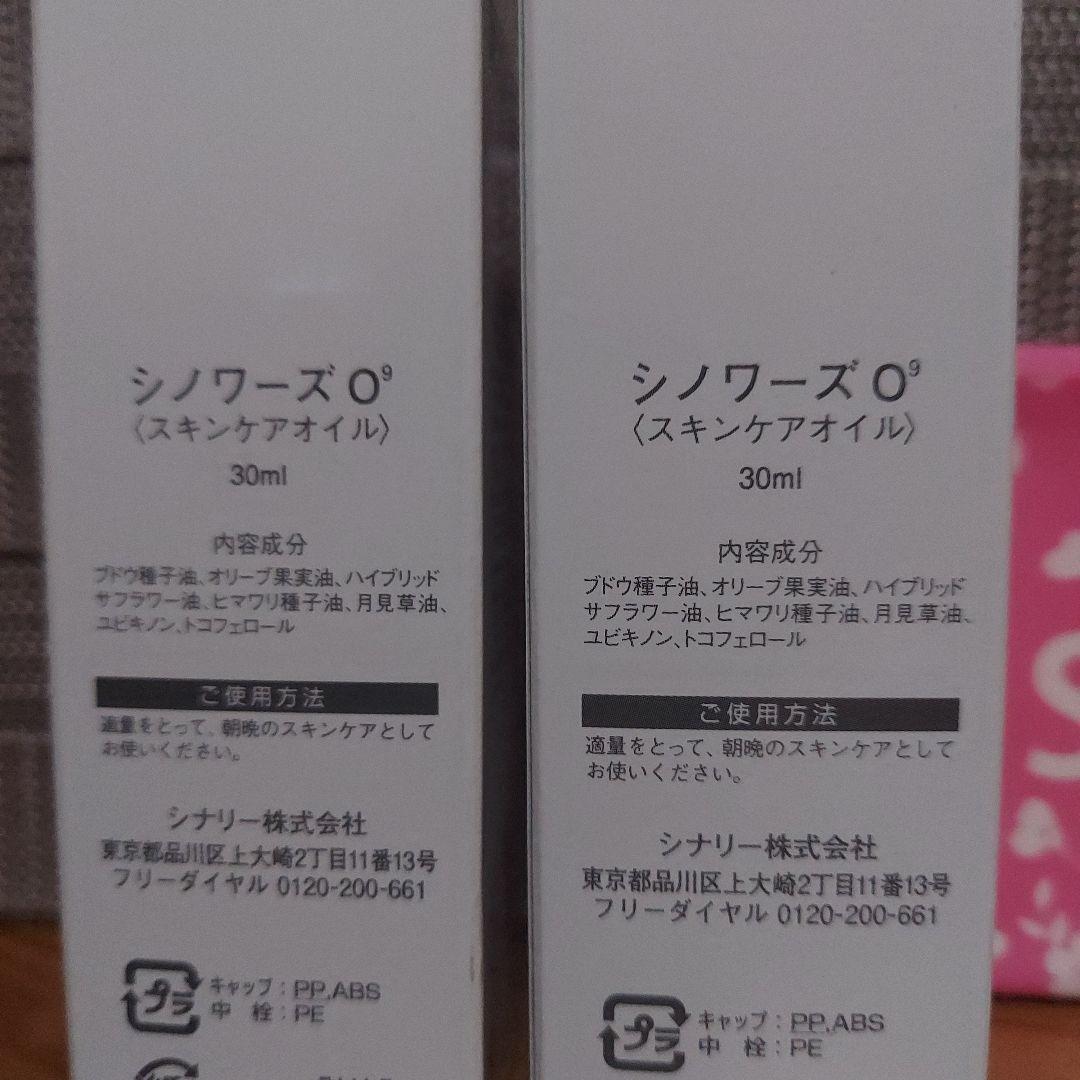 シノワーズ O⁹
〈スキンケアオイル〉
30ml
内容成分
ブドウ種子油、オリーブ果実油、ハイブリッド
サフラワー油、ヒマワリ種子油、月見草油、
ユビキノン、トコフェロール
ご使用方法
適量をとって、朝晩のスキンケアとして
お使いください。
シナリー株式会社
東京都品川区上大崎2丁目11番13号
フリーダイヤル 0120-200-661
プラ
キャップ：PP,ABS
中 栓：PE
シノワーズ O⁹
〈スキンケアオイル〉
30ml
内容成分
ブドウ種子油、オリーブ果実油、ハイブリッド
サフラワー油、ヒマワリ種子油、月見草油、
ユビキノン、トコフェロール
ご使用方法
適量をとって、朝晩のスキンケアとして
お使いください。
シナリー株式会社
東京都品川区上大崎2丁目11番13号
フリーダイヤル 0120-200-661
プラ
キャップ：PP,ABS
中 栓：PE